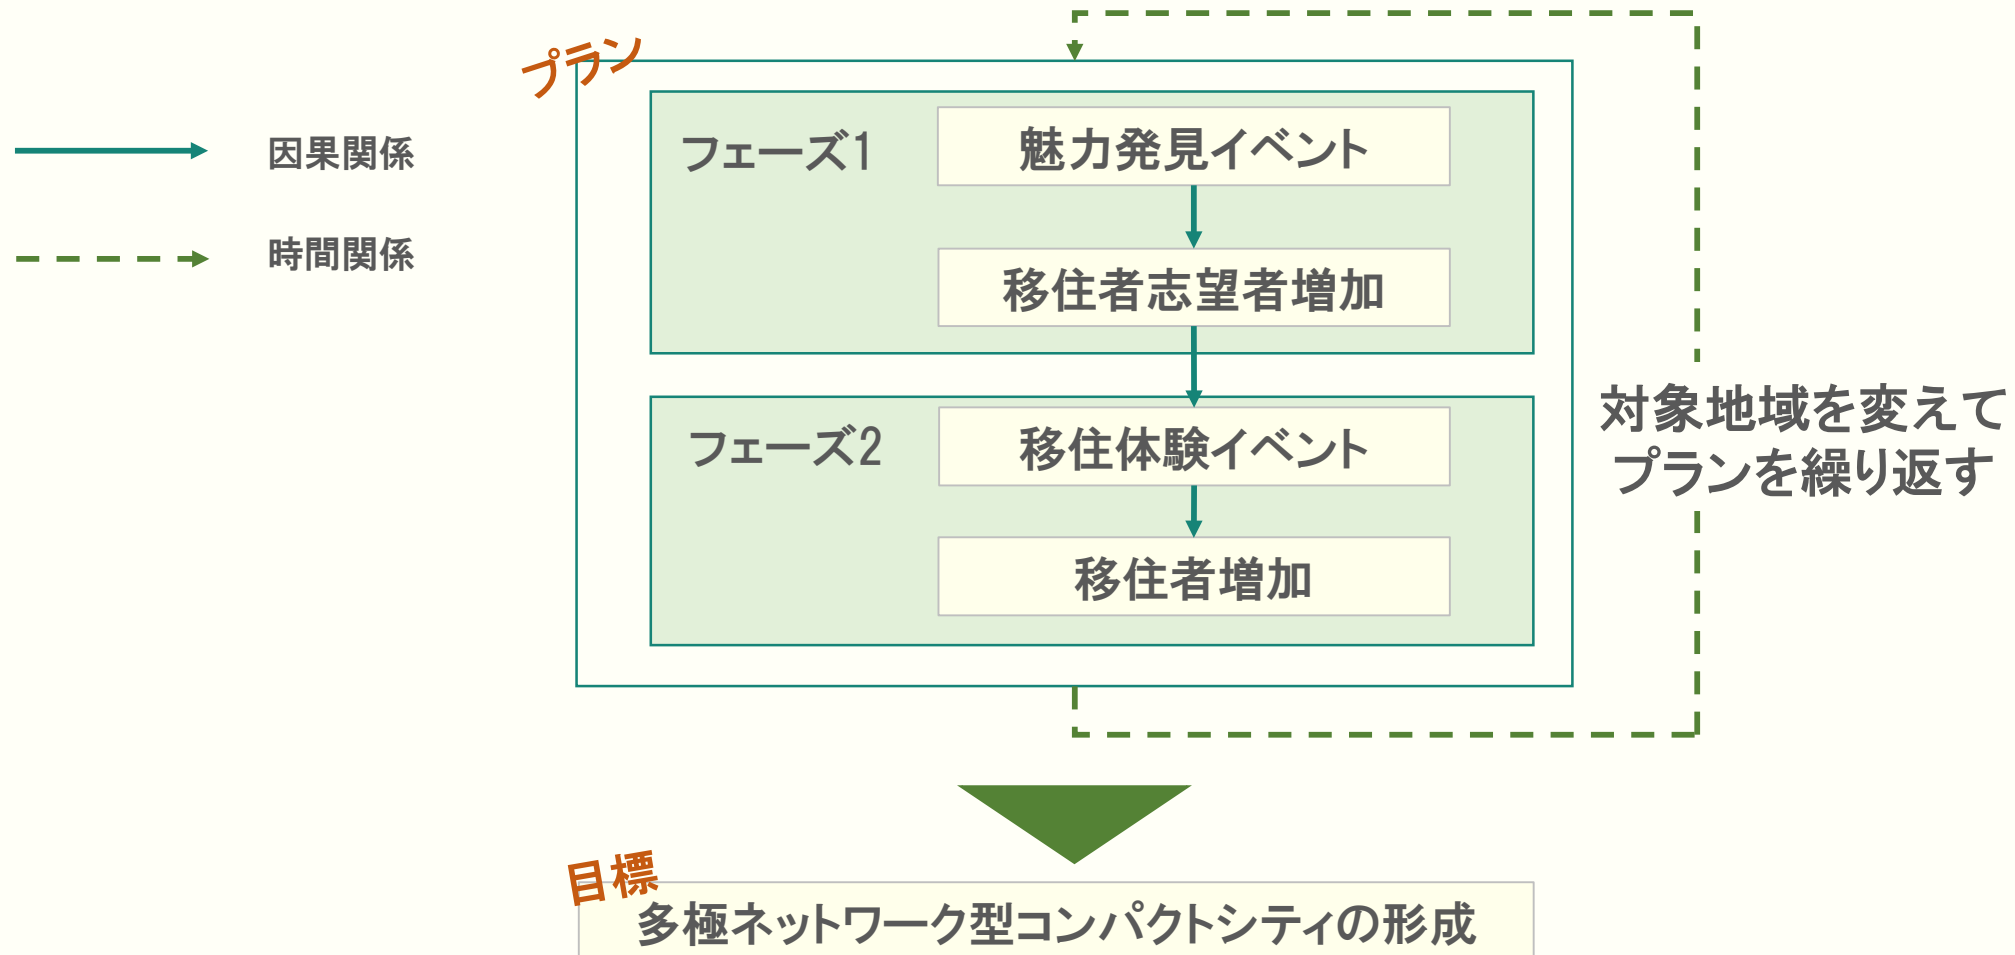 プラン
因果関係
時間関係
フェーズ1
魅力発見イベント
移住者志望者増加
フェーズ2
移住体験イベント
移住者増加
対象地域を変えて
プランを繰り返す
目標
多極ネットワーク型コンパクトシティの形成